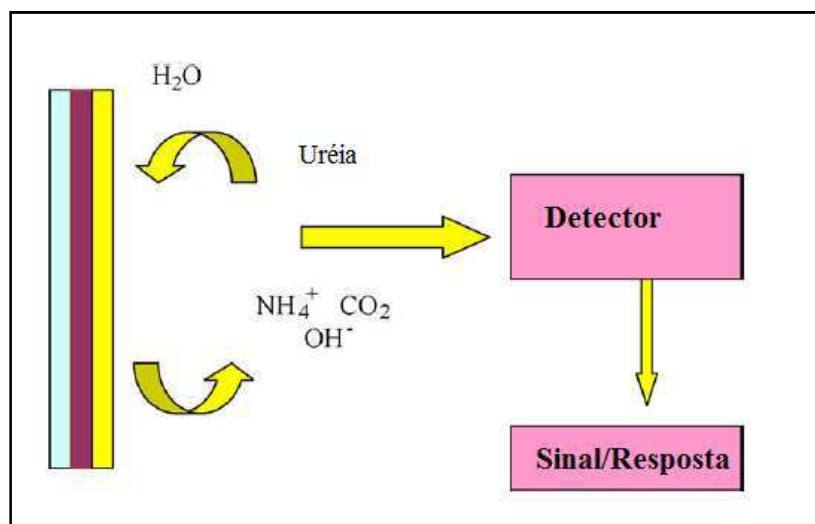 H₂O
Uréia
Detector
NH₄⁺ CO₂
OH⁻
Sinal/Resposta